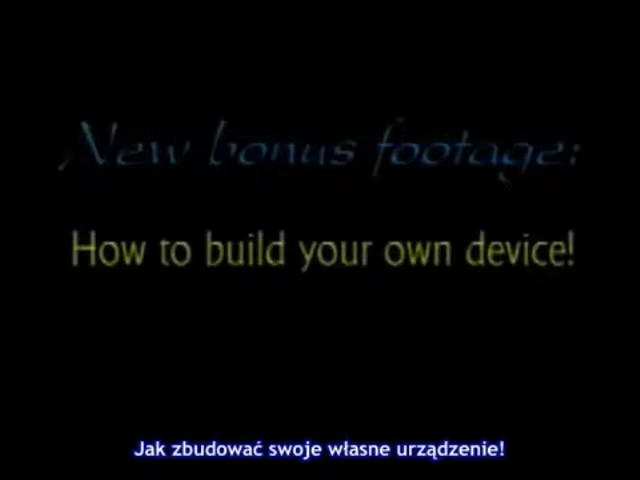 New bonus footage:
How to build your own device!
Jak zbudować swoje własne urządzenie!